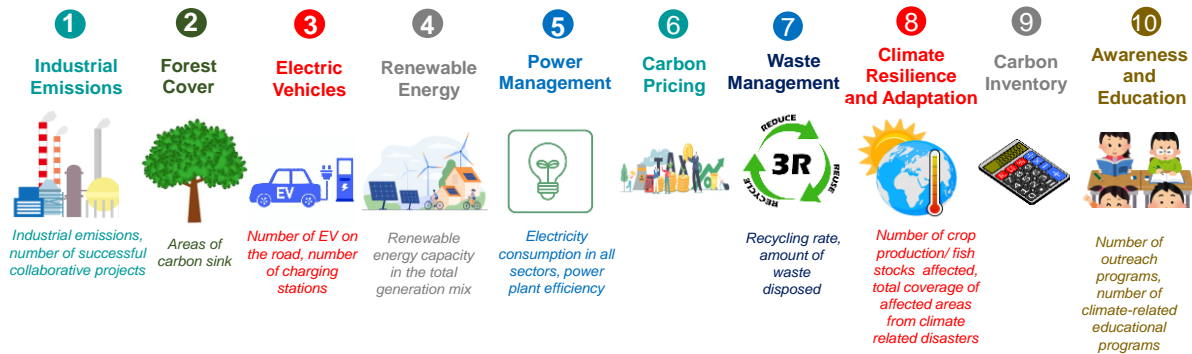 1
Industrial
Emissions
Industrial emissions,
number of successful
collaborative projects
2
Forest
Cover
Areas of
carbon sink
3
Electric
Vehicles
EV
Number of EV on
the road, number
of charging
stations
4
Renewable
Energy
Renewable
energy capacity
in the total
generation mix
5
Power
Management
Electricity
consumption in all
sectors, power
plant efficiency
6
Carbon
Pricing
TAX
7
Waste
Management
REDUCE
3R
REUSE
RECYCLE
Recycling rate,
amount of
waste
disposed
8
Climate
Resilience
and Adaptation
Number of crop
production/ fish
stocks affected,
total coverage of
affected areas
from climate
related disasters
9
Carbon
Inventory
10
Awareness
and
Education
Number of
outreach
programs,
number of
climate-related
educational
programs